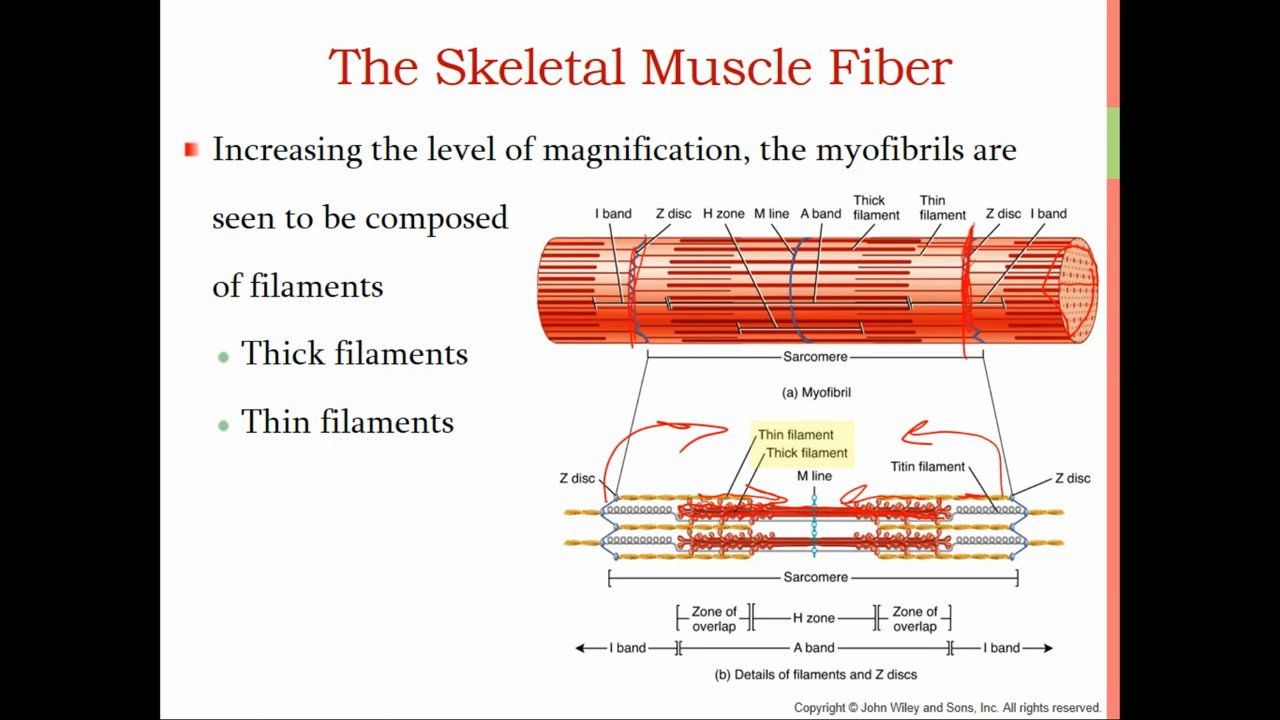 The Skeletal Muscle Fiber
Increasing the level of magnification, the myofibrils are
seen to be composed
of filaments
Thick filaments
Thin filaments
I band
Z disc
H zone
M line
A band
Thick
filament
Thin
filament
Z disc
I band
Sarcomere
(a) Myofibril
Thin filament
Thick filament
M line
Titin filament
Z disc
Z disc
Sarcomere
Zone of
overlap
H zone
Zone of
overlap
I band
A band
I band
(b) Details of filaments and Z discs
Copyright © John Wiley and Sons, Inc. All rights reserved.